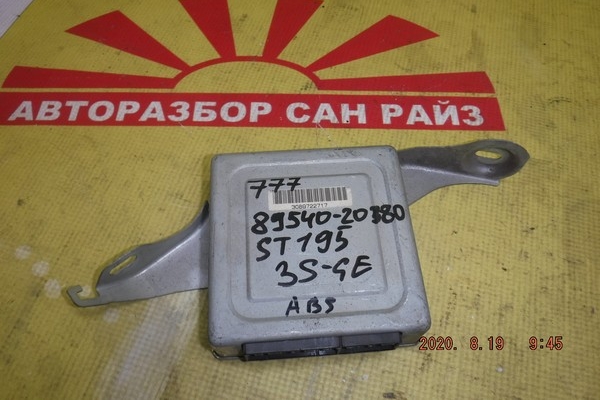 АВТОРАЗБОР САН РАЙЗ
777
3089722717
89540-20380
ST195
3S-GE
ABS
2020. 8.19 9:45